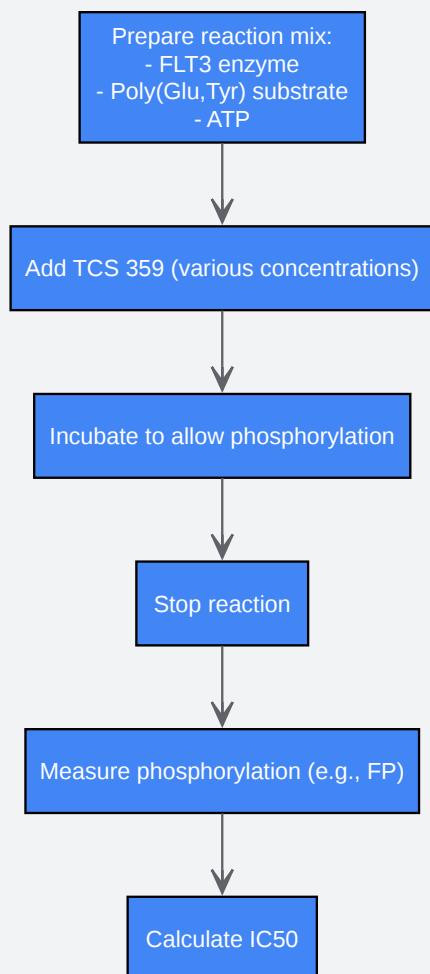 Prepare reaction mix:
- FLT3 enzyme
- Poly(Glu,Tyr) substrate
- ATP
Add TCS 359 (various concentrations)
Incubate to allow phosphorylation
Stop reaction
Measure phosphorylation (e.g., FP)
Calculate IC50